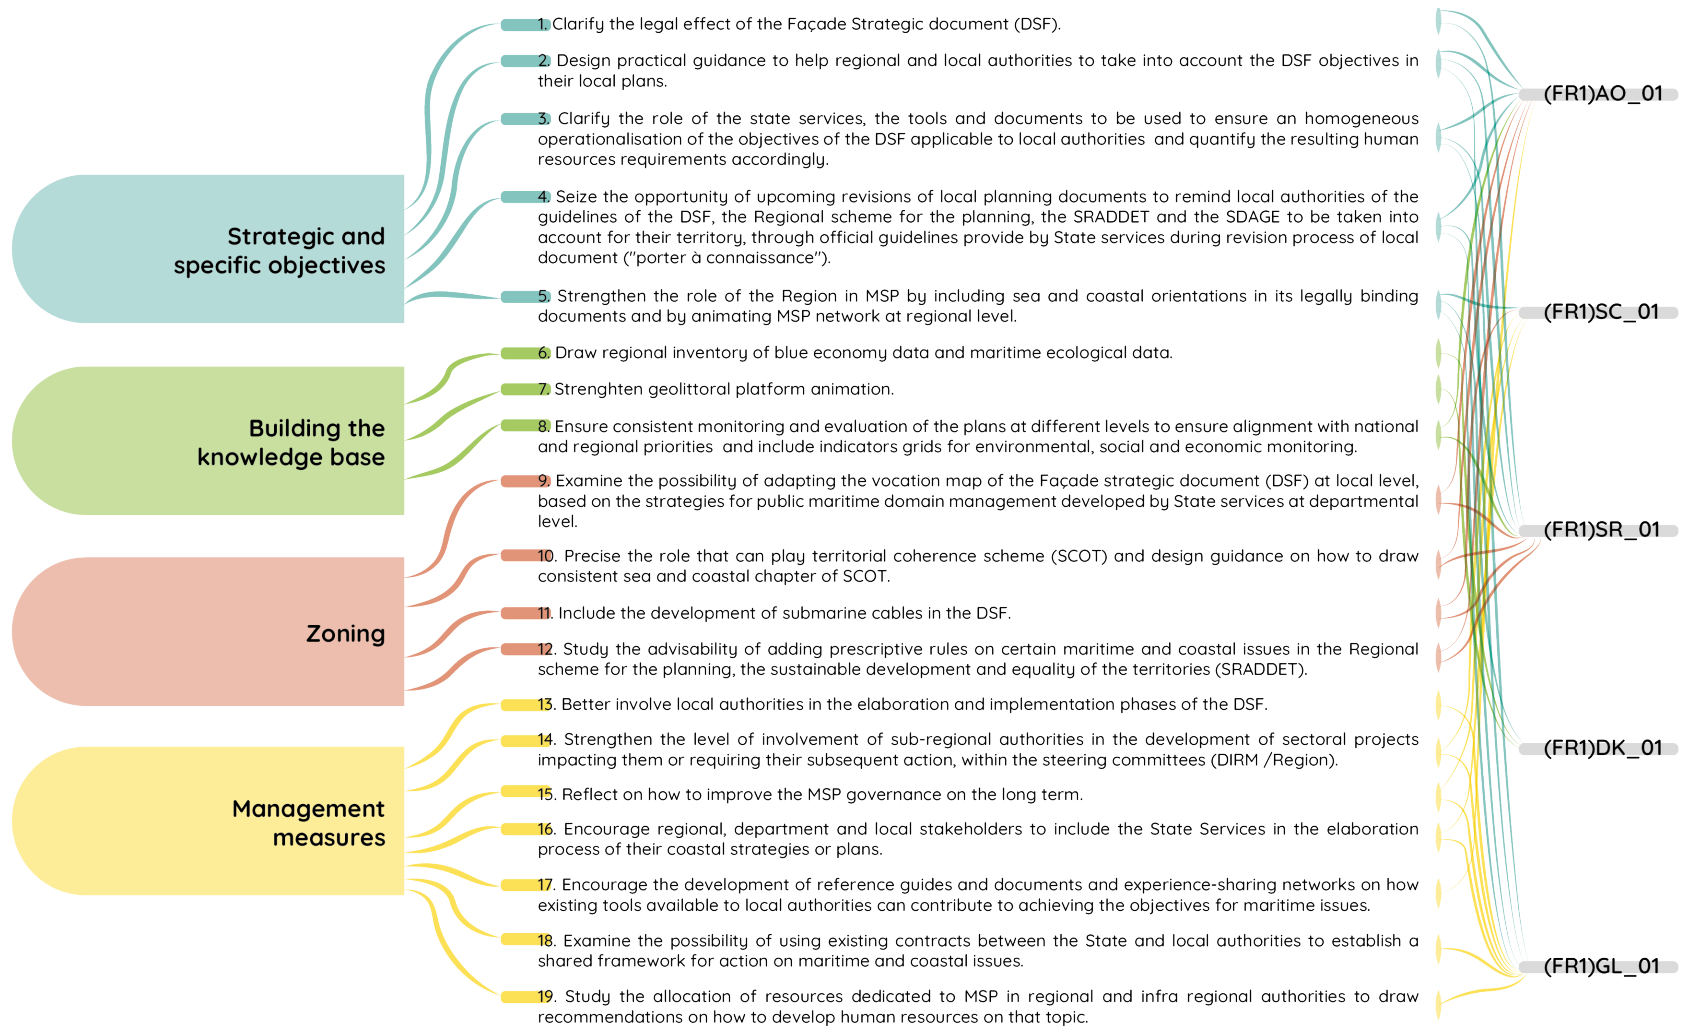 Strategic and
specific objectives
1. Clarify the legal effect of the Façade Strategic document (DSF).
2. Design practical guidance to help regional and local authorities to take into account the DSF objectives in
their local plans.
3. Clarify the role of the state services, the tools and documents to be used to ensure an homogeneous
operationalisation of the objectives of the DSF applicable to local authorities and quantify the resulting human
resources requirements accordingly.
4. Seize the opportunity of upcoming revisions of local planning documents to remind local authorities of the
guidelines of the DSF, the Regional scheme for the planning, the SRADDET and the SDAGE to be taken into
account for their territory, through official guidelines provide by State services during revision process of local
document ("porter à connaissance").
5. Strengthen the role of the Region in MSP by including sea and coastal orientations in its legally binding
documents and by animating MSP network at regional level.
Building the
knowledge base
6. Draw regional inventory of blue economy data and maritime ecological data.
7. Strenghten geolittoral platform animation.
8. Ensure consistent monitoring and evaluation of the plans at different levels to ensure alignment with national
and regional priorities and include indicators grids for environmental, social and economic monitoring.
Zoning
9. Examine the possibility of adapting the vocation map of the Façade strategic document (DSF) at local level,
based on the strategies for public maritime domain management developed by State services at departmental
level.
10. Precise the role that can play territorial coherence scheme (SCOT) and design guidance on how to draw
consistent sea and coastal chapter of SCOT.
11. Include the development of submarine cables in the DSF.
12. Study the advisability of adding prescriptive rules on certain maritime and coastal issues in the Regional
scheme for the planning, the sustainable development and equality of the territories (SRADDET).
Management
measures
13. Better involve local authorities in the elaboration and implementation phases of the DSF.
14. Strengthen the level of involvement of sub-regional authorities in the development of sectoral projects
impacting them or requiring their subsequent action, within the steering committees (DIRM /Region).
15. Reflect on how to improve the MSP governance on the long term.
16. Encourage regional, department and local stakeholders to include the State Services in the elaboration
process of their coastal strategies or plans.
17. Encourage the development of reference guides and documents and experience-sharing networks on how
existing tools available to local authorities can contribute to achieving the objectives for maritime issues.
18. Examine the possibility of using existing contracts between the State and local authorities to establish a
shared framework for action on maritime and coastal issues.
19. Study the allocation of resources dedicated to MSP in regional and infra regional authorities to draw
recommendations on how to develop human resources on that topic.
(FR1)AO_01
(FR1)SC_01
(FR1)SR_01
(FR1)DK_01
(FR1)GL_01